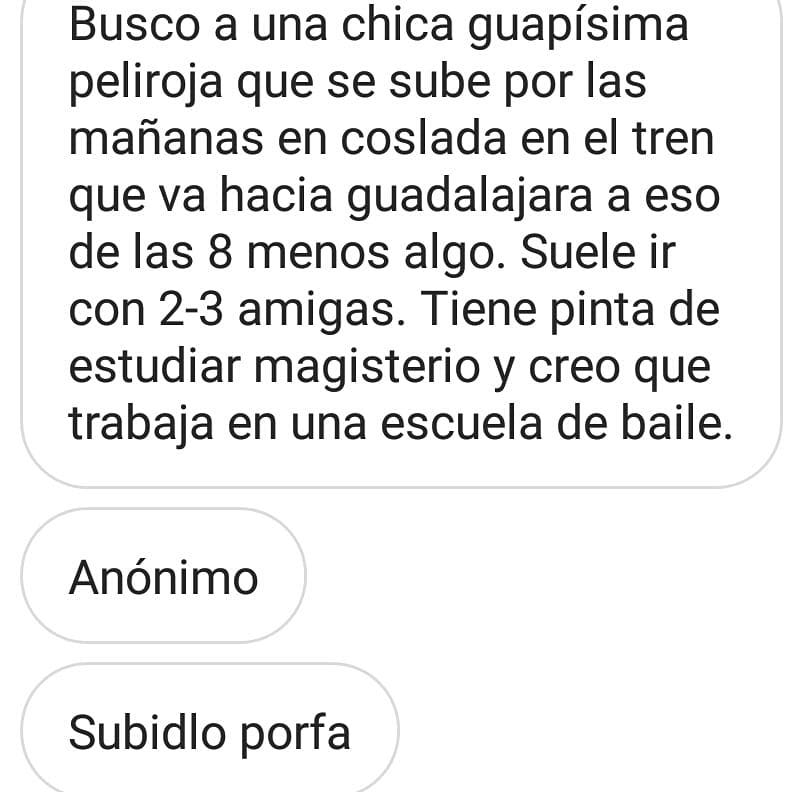 Busco a una chica guapísima
peliroja que se sube por las
mañanas en coslada en el tren
que va hacia guadalajara a eso
de las 8 menos algo. Suele ir
con 2-3 amigas. Tiene pinta de
estudiar magisterio y creo que
trabaja en una escuela de baile.
Anónimo
Subidlo porfa